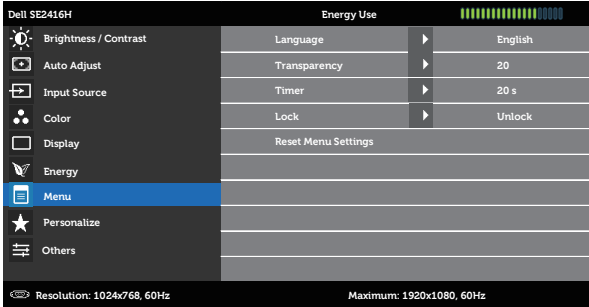 Dell SE2416H Energy Use
Brightness / Contrast Language English
Auto Adjust Transparency 20
Input Source Timer 20 s
Color Lock Unlock
Display Reset Menu Settings
Energy
Menu
Personalize
Others
Resolution: 1024x768, 60Hz Maximum: 1920x1080, 60Hz